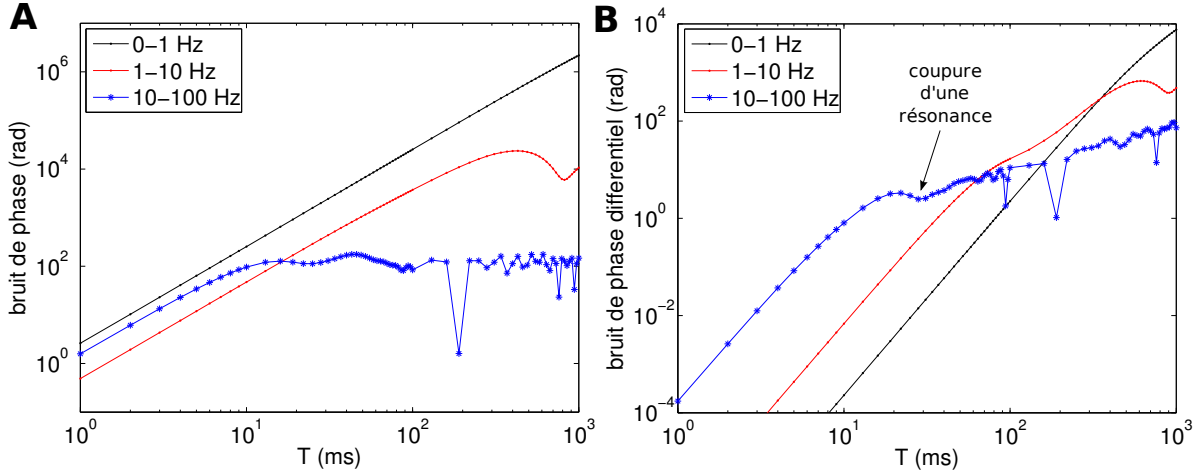 A
0–1 Hz
1–10 Hz
10–100 Hz
10^6
10^4
10^2
10^0
bruit de phase (rad)
10^0
10^1
10^2
10^3
T (ms)
B
0–1 Hz
1–10 Hz
10–100 Hz
coupure
d'une
résonance
10^4
10^2
10^0
10^−2
10^−4
bruit de phase différentiel (rad)
10^0
10^1
10^2
10^3
T (ms)